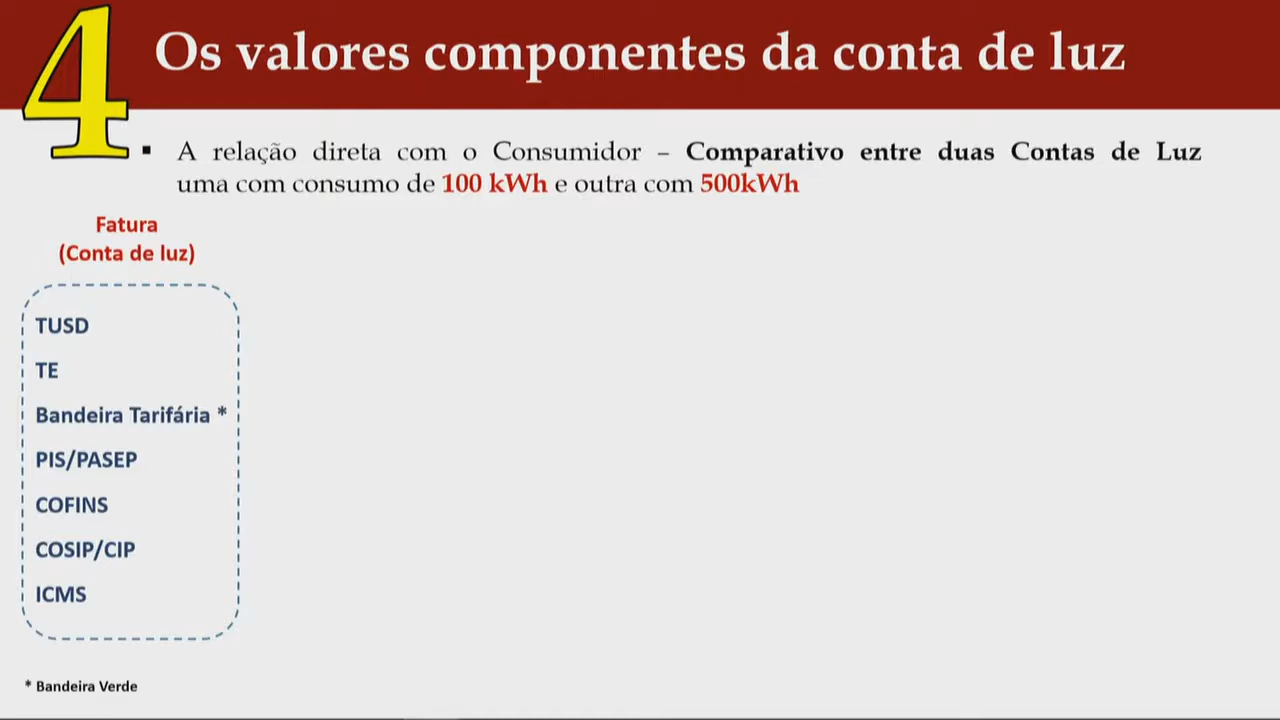 4
Os valores componentes da conta de luz
▪ A relação direta com o Consumidor – Comparativo entre duas Contas de Luz
uma com consumo de 100 kWh e outra com 500kWh
Fatura
(Conta de luz)
TUSD
TE
Bandeira Tarifária *
PIS/PASEP
COFINS
COSIP/CIP
ICMS
* Bandeira Verde